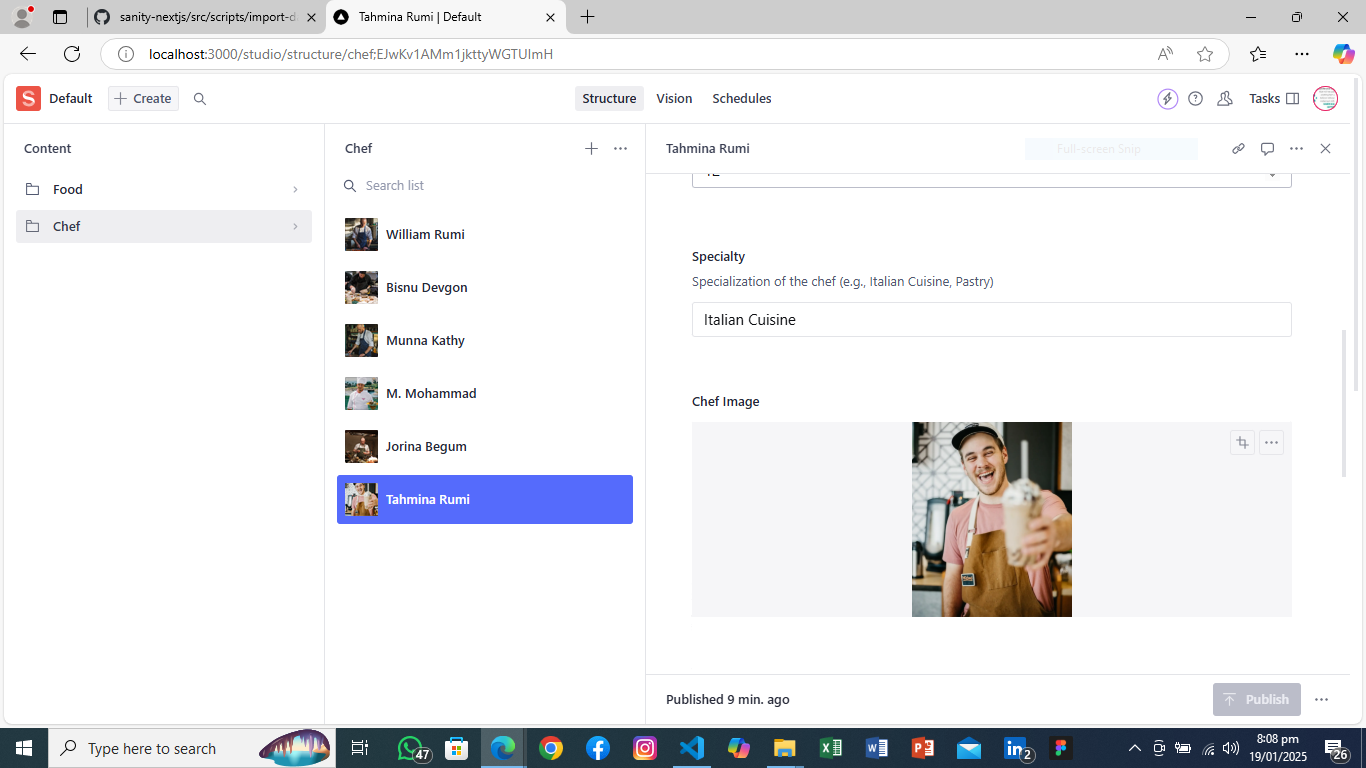 sanity-nextjs/src/scripts/import-d
Tahmina Rumi | Default
localhost:3000/studio/structure/chef;EJwKv1AMm1jkttyWGTUImH
S Default
Create
Structure
Vision
Schedules
Tasks
Content
Food
Chef
Chef
Search list
William Rumi
Bisnu Devgon
Munna Kathy
M. Mohammad
Jorina Begum
Tahmina Rumi
Tahmina Rumi
Full-screen Snip
Specialty
Specialization of the chef (e.g., Italian Cuisine, Pastry)
Italian Cuisine
Chef Image
Published 9 min. ago
Publish
Type here to search
47
2
8:08 pm
19/01/2025
26